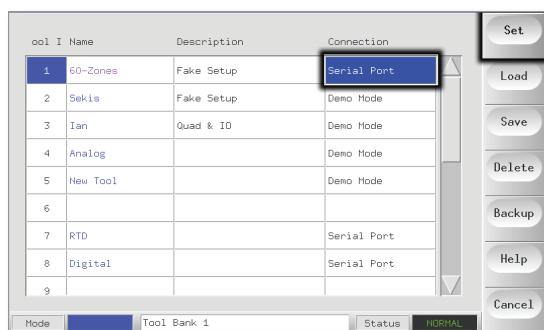 ool I Name Description Connection
1 60-Zones Fake Setup Serial Port
2 Sekis Fake Setup Demo Mode
3 Ian Quad & IO Demo Mode
4 Analog Demo Mode
5 New Tool Demo Mode
6
7 RTD Serial Port
8 Digital Serial Port
9
Mode Tool Bank 1 Status NORMAL
Set
Load
Save
Delete
Backup
Help
Cancel